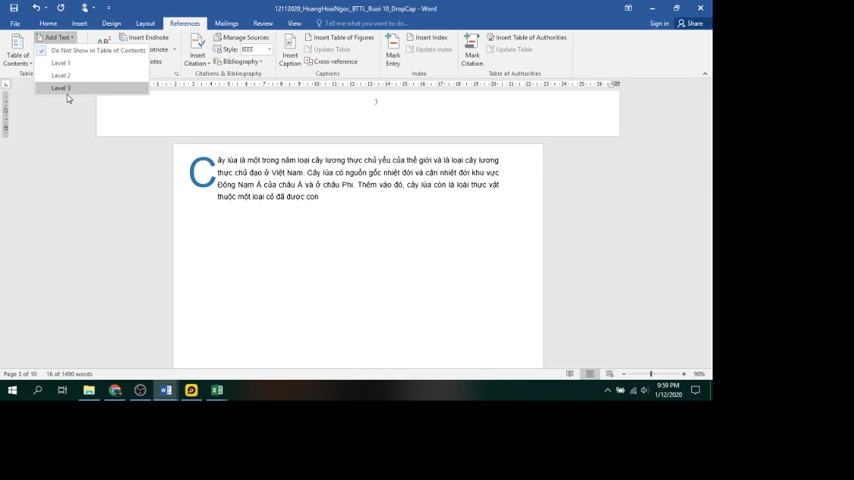 12112020_HoangHoaiNgoc_BTTL_Buoi 10_DropCap - Word
File Home Insert Design Layout References Mailings Review View Tell me what you want to do... Sign in Share
Add Text
Insert Endnote
Manage Sources
Insert Table of Figures
Insert Index
Insert Table of Authorities
Do Not Show in Table of Contents
Style: IEEE
Update Table
Update Index
Level 1
Bibliography
Cross-reference
Level 2
Level 3
Table of Contents
AB1
Insert Citation
Insert Caption
Mark Entry
Mark Citation
Citations & Bibliography
Captions
Index
Table of Authorities
3
Cây lúa là một trong năm loại cây lương thực chủ yếu của thế giới và là loại cây lương
thực chủ đạo ở Việt Nam. Cây lúa có nguồn gốc nhiệt đới và cận nhiệt đới khu vực
Đông Nam Á của châu Á và ở châu Phi. Thêm vào đó, cây lúa còn là loài thực vật
thuộc một loại cỏ đã được con
Page 3 of 10 16 of 1490 words 90%
9:59 PM
1/12/2020